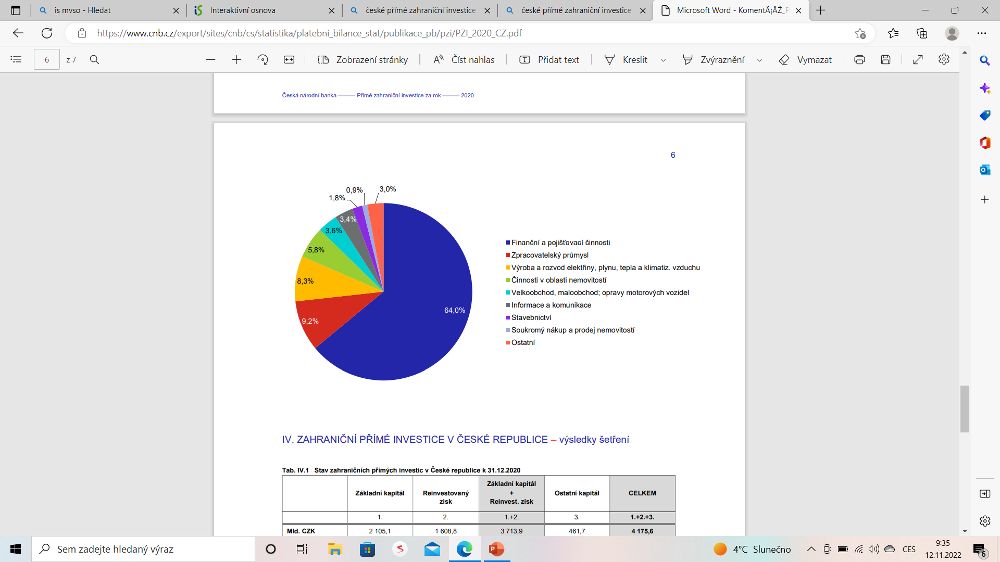 is mvso - Hledat
Interaktivní osnova
české přímé zahraniční investice
české přímé zahraniční investice
Microsoft Word - KomentÃ¡ÅŽ_P
https://www.cnb.cz/export/sites/cnb/cs/statistika/platebni_bilance_stat/publikace_pb/pzi/PZI_2020_CZ.pdf
6 z 7
Zobrazení stránky
Číst nahlas
Přidat text
Kreslit
Zvýraznění
Vymazat
Česká národní banka ——— Přímé zahraniční investice za rok ——— 2020
6
0,9%
3,0%
1,8%
3,4%
3,6%
5,8%
8,3%
9,2%
64,0%
Finanční a pojišťovací činnosti
Zpracovatelský průmysl
Výroba a rozvod elektřiny, plynu, tepla a klimatiz. vzduchu
Činnosti v oblasti nemovitostí
Velkoobchod, maloobchod; opravy motorových vozidel
Informace a komunikace
Stavebnictví
Soukromý nákup a prodej nemovitostí
Ostatní
IV. ZAHRANIČNÍ PŘÍMÉ INVESTICE V ČESKÉ REPUBLICE – výsledky šetření
Tab. IV.1 Stav zahraničních přímých investic v České republice k 31.12.2020
Základní kapitál
Reinvestovaný
zisk
Základní kapitál
+
Reinvest. zisk
Ostatní kapitál
CELKEM
1. 2. 1.+2. 3. 1.+2.+3.
Mld. CZK 2 105,1 1 608,8 3 713,9 461,7 4 175,6
Sem zadejte hledaný výraz
4°C Slunečno
CES
9:35
12.11.2022
6